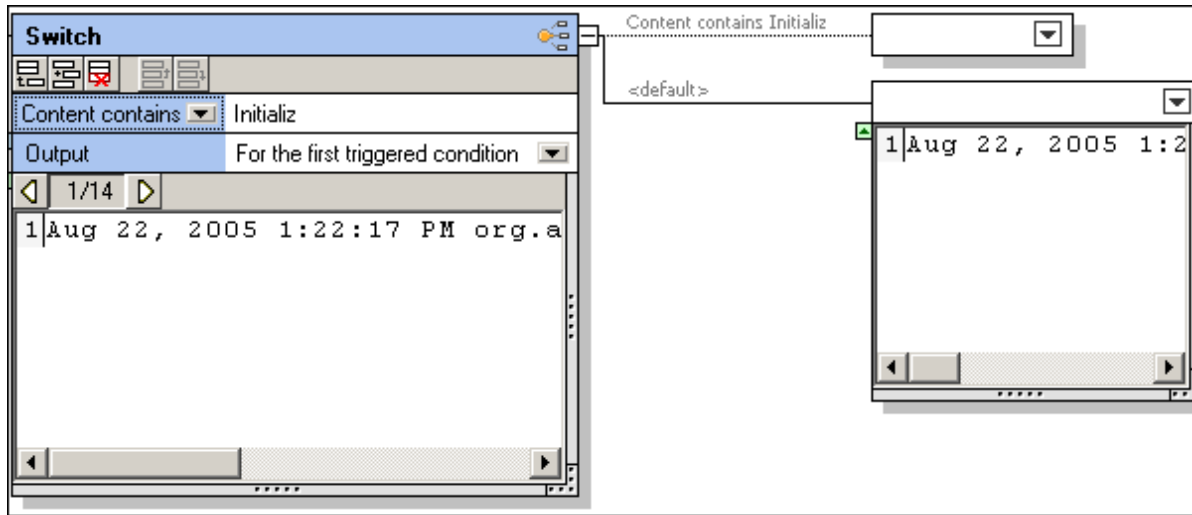 Switch
Content contains Initializ
Content contains Initializ
<default>
Output For the first triggered condition
1/14
1 Aug 22, 2005 1:22:17 PM org.a
1 Aug 22, 2005 1:2